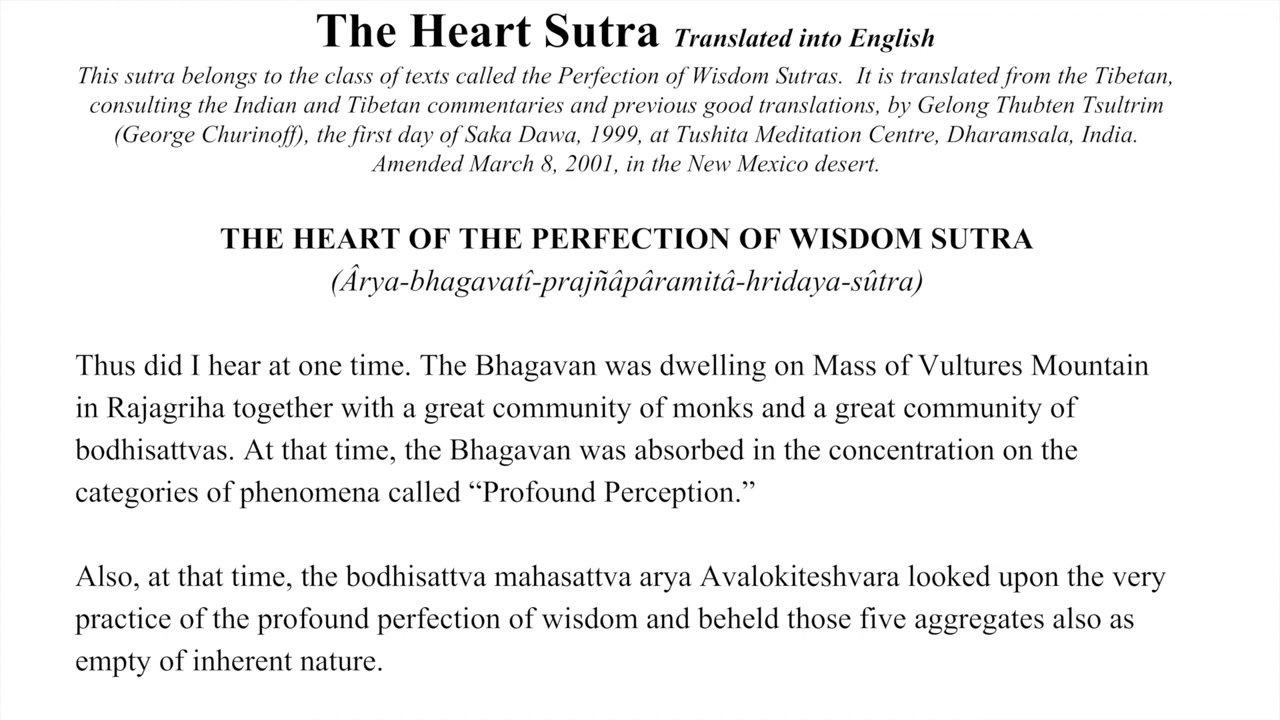 The Heart Sutra Translated into English
This sutra belongs to the class of texts called the Perfection of Wisdom Sutras.  It is translated from the Tibetan,
consulting the Indian and Tibetan commentaries and previous good translations, by Gelong Thubten Tsultrim
(George Churinoff), the first day of Saka Dawa, 1999, at Tushita Meditation Centre, Dharamsala, India.
Amended March 8, 2001, in the New Mexico desert.
THE HEART OF THE PERFECTION OF WISDOM SUTRA
(Ârya-bhagavatî-prajñâpâramitâ-hridaya-sûtra)
Thus did I hear at one time. The Bhagavan was dwelling on Mass of Vultures Mountain
in Rajagriha together with a great community of monks and a great community of
bodhisattvas. At that time, the Bhagavan was absorbed in the concentration on the
categories of phenomena called “Profound Perception.”
Also, at that time, the bodhisattva mahasattva arya Avalokiteshvara looked upon the very
practice of the profound perfection of wisdom and beheld those five aggregates also as
empty of inherent nature.